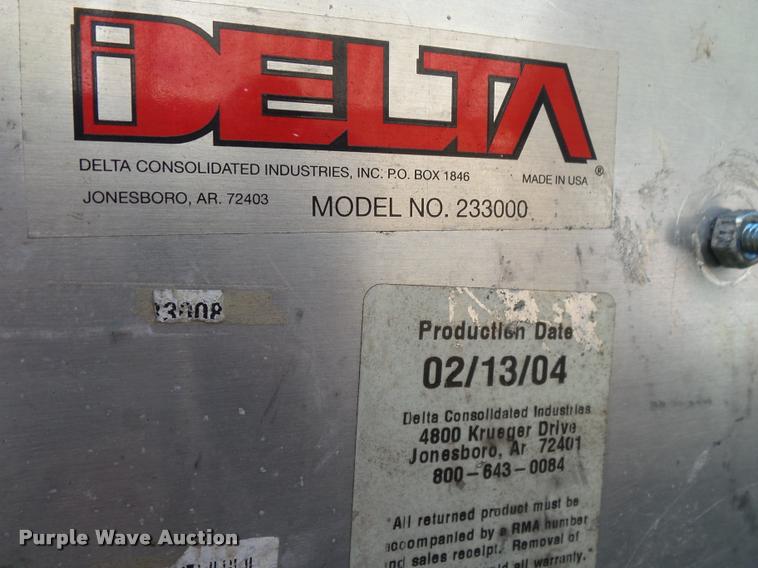 DELTA
DELTA CONSOLIDATED INDUSTRIES, INC. P.O. BOX 1846 MADE IN USA ®
JONESBORO, AR. 72403 MODEL NO. 233000
Production Date
02/13/04
Delta Consolidated Industries
4800 Krueger Drive
Jonesboro, Ar 72401
800-643-0084
"All returned product must be
accompanied by a RMA number
and sales receipt. Removal of
all warranty."
Purple Wave Auction